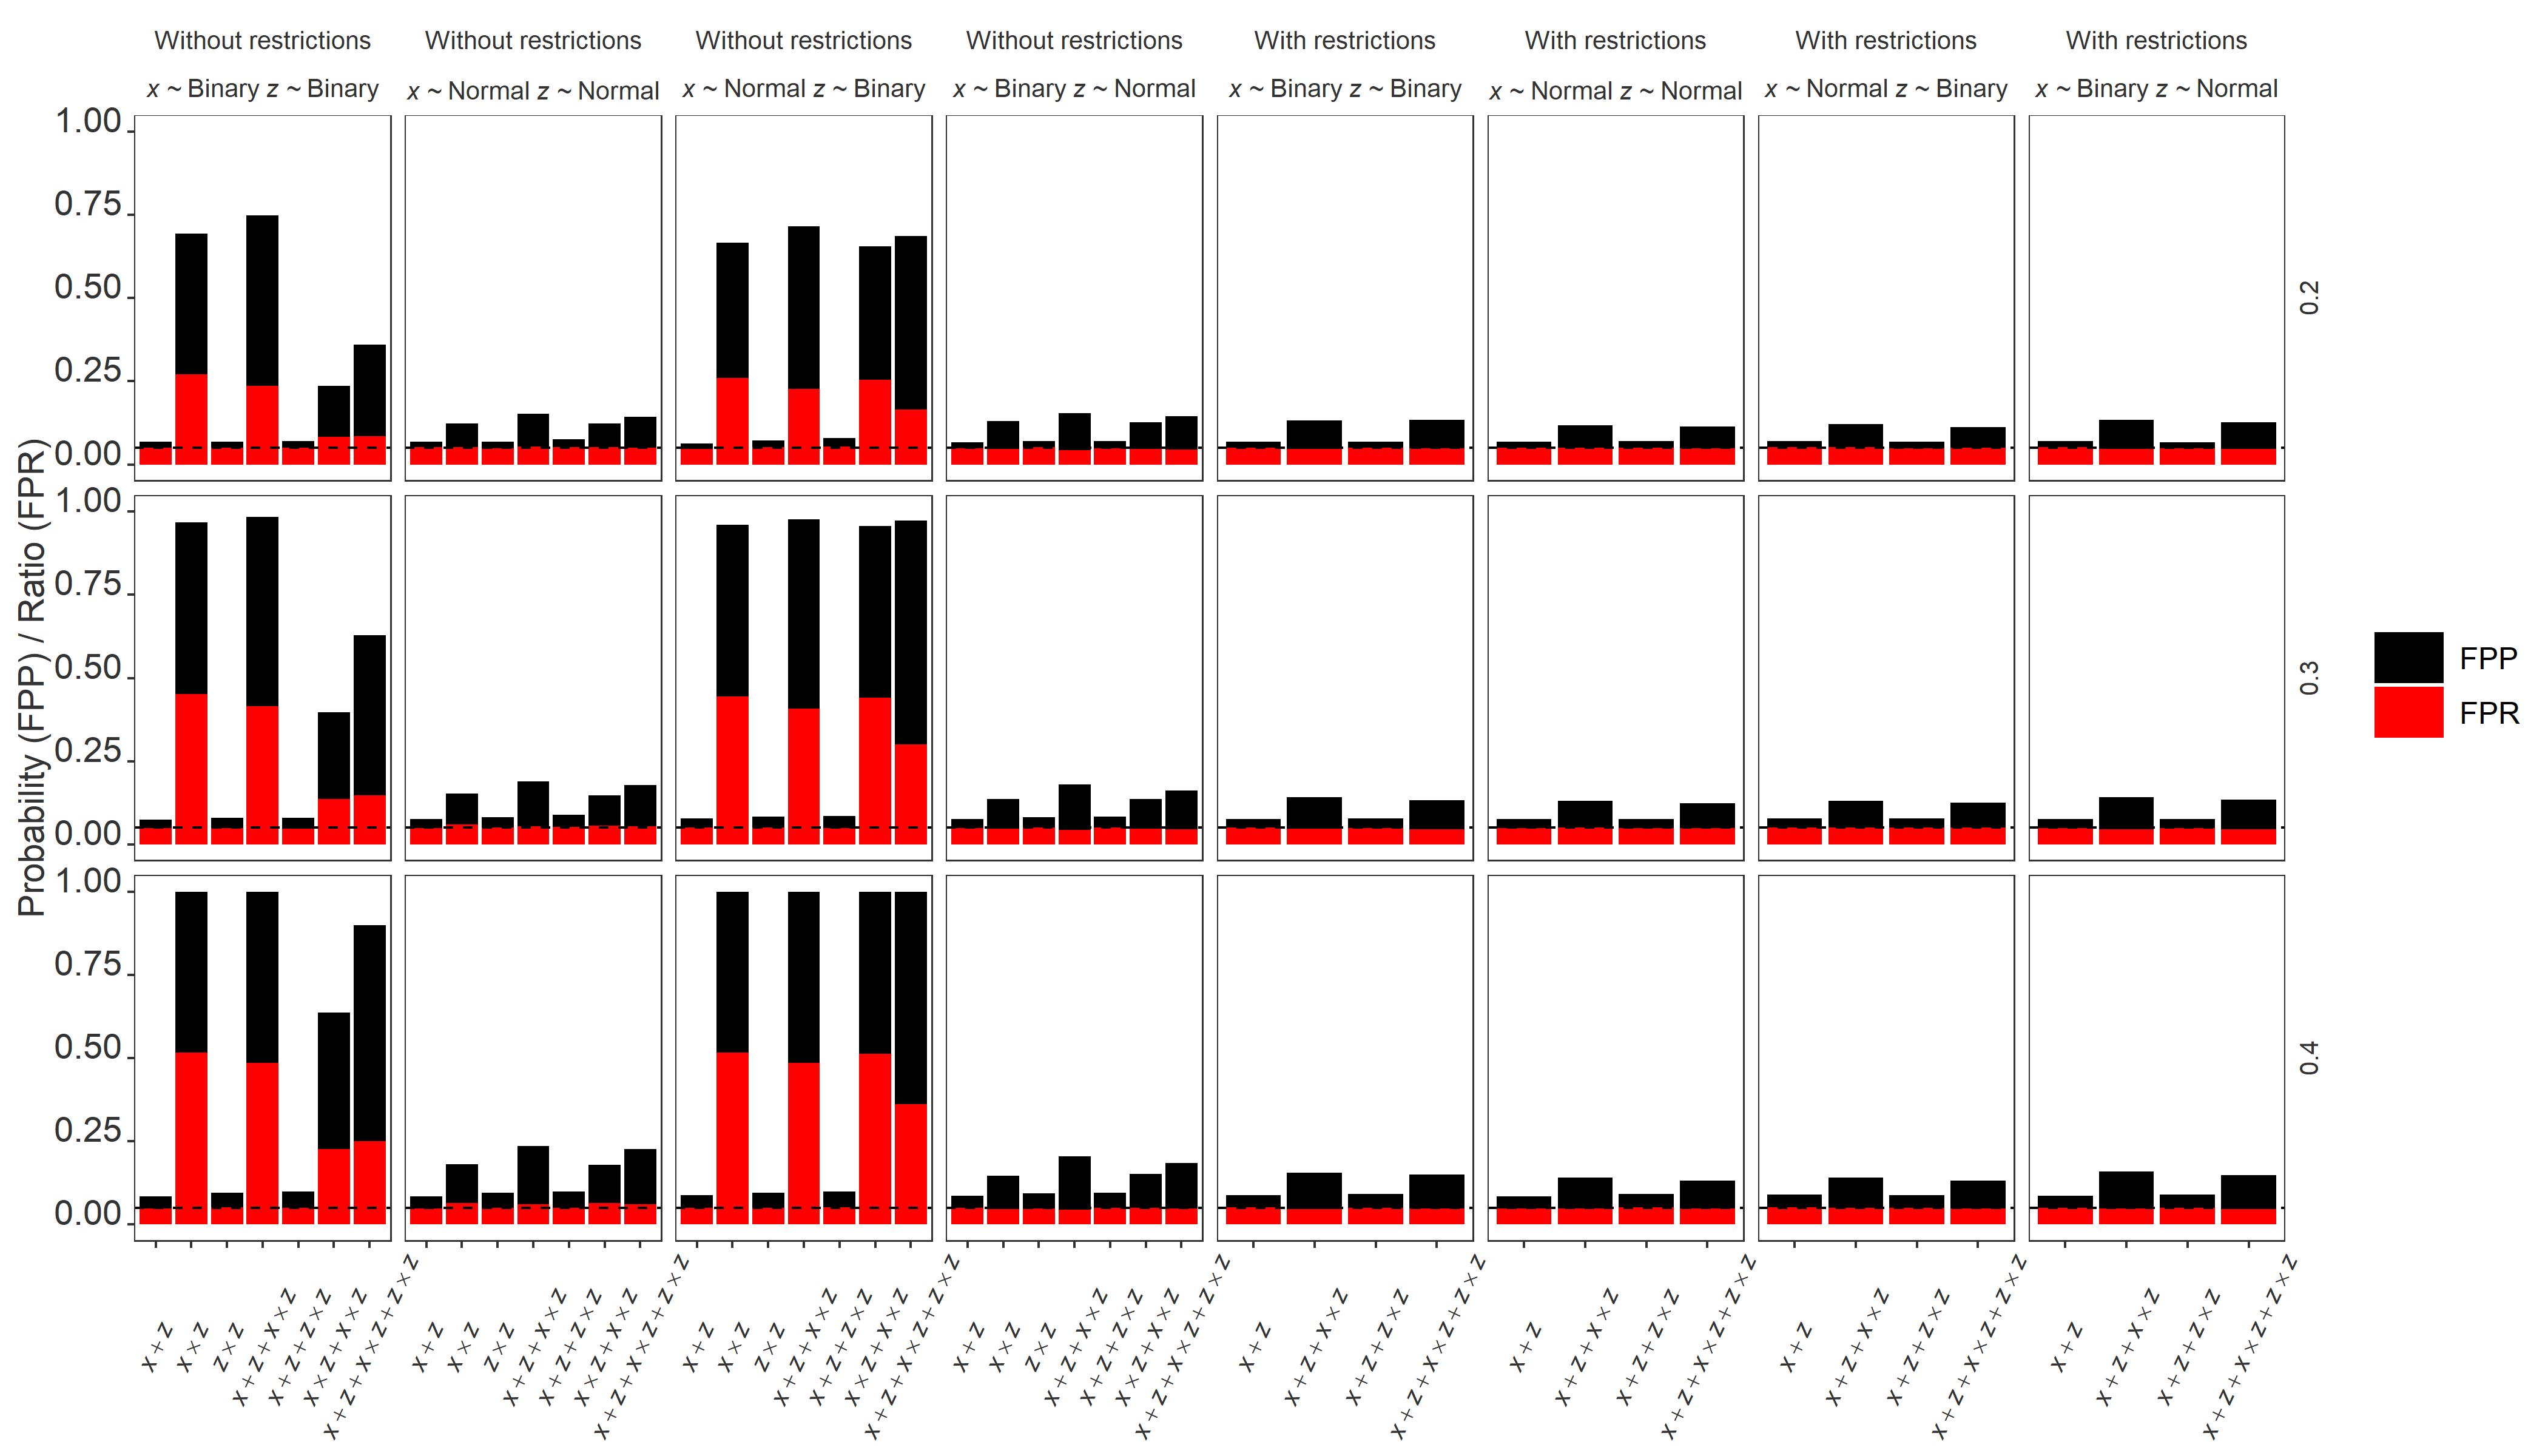 Without restrictions Without restrictions Without restrictions Without restrictions With restrictions With restrictions With restrictions With restrictions
x ~ Binary z ~ Binary x ~ Normal z ~ Normal x ~ Normal z ~ Binary x ~ Binary z ~ Normal x ~ Binary z ~ Binary x ~ Normal z ~ Normal x ~ Normal z ~ Binary x ~ Binary z ~ Normal
Probability (FPP) / Ratio (FPR)
1.00
0.75
0.50
0.25
0.00
0.2
1.00
0.75
0.50
0.25
0.00
0.3
1.00
0.75
0.50
0.25
0.00
0.4
x + z
x × z
z × z
x + z + x × z
x + z + z × z
x × z + x × z
x + z + x × z + z × z
x + z
x × z
z × z
x + z + x × z
x + z + z × z
x × z + x × z
x + z + x × z + z × z
x + z
x × z
z × z
x + z + x × z
x + z + z × z
x × z + x × z
x + z + x × z + z × z
x + z
x × z
z × z
x + z + x × z
x + z + z × z
x × z + x × z
x + z + x × z + z × z
x + z
x + z + x × z
x + z + z × z
x + z + x × z + z × z
x + z
x + z + x × z
x + z + z × z
x + z + x × z + z × z
x + z
x + z + x × z
x + z + z × z
x + z + x × z + z × z
x + z
x + z + x × z
x + z + z × z
x + z + x × z + z × z
FPP
FPR